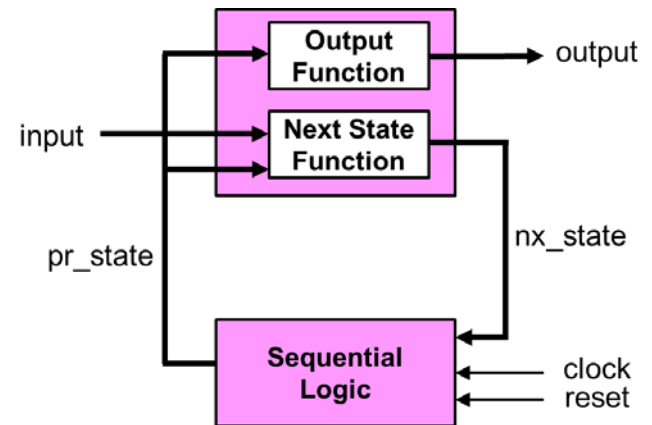 Output
Function
output
input
Next State
Function
pr_state
nx_state
Sequential
Logic
clock
reset